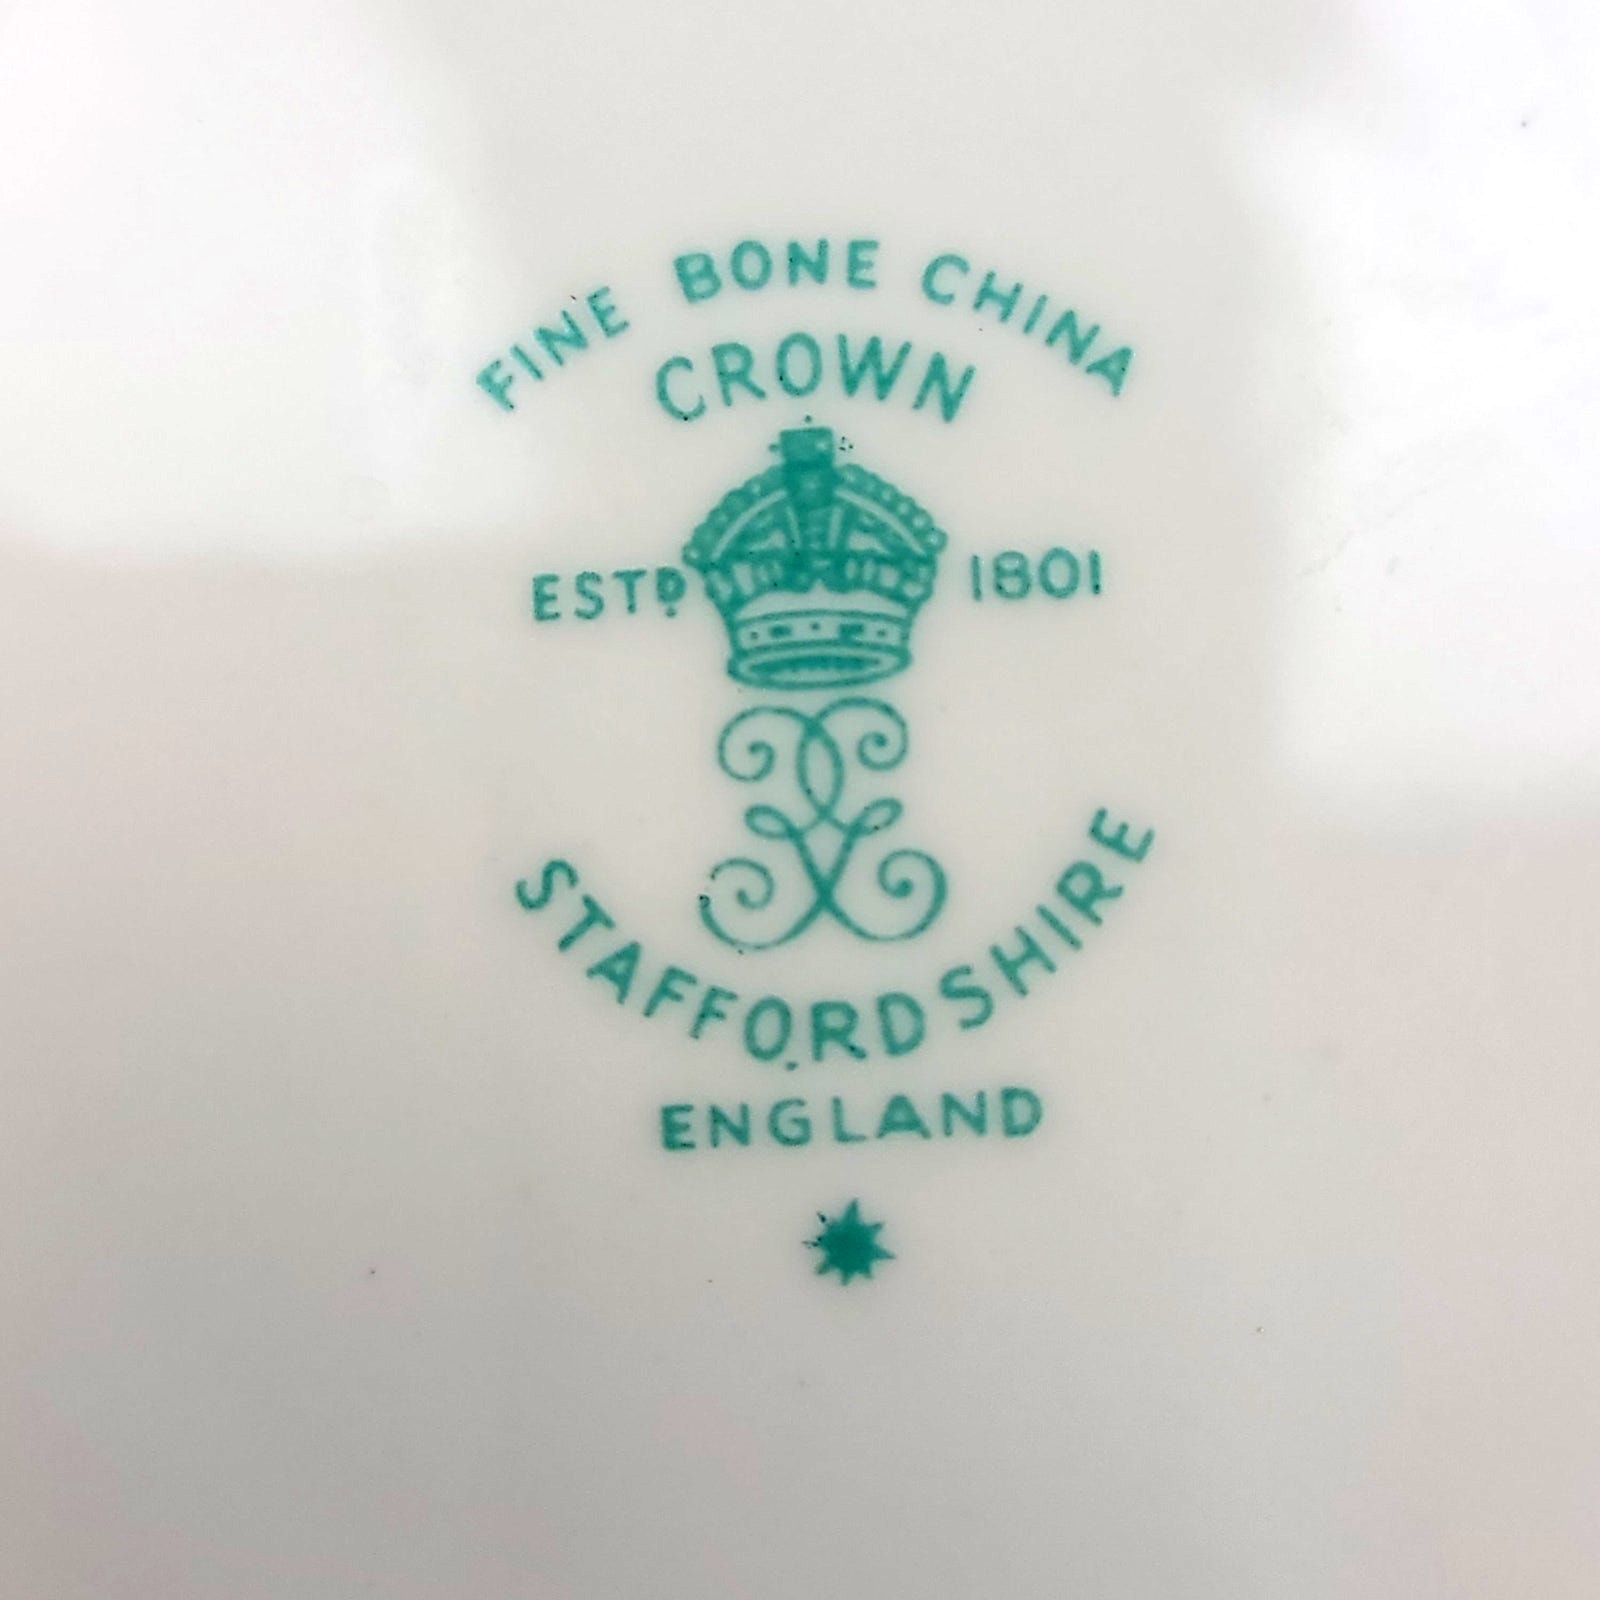 FINE BONE CHINA
CROWN
ESTD 1801
STAFFORDSHIRE
ENGLAND